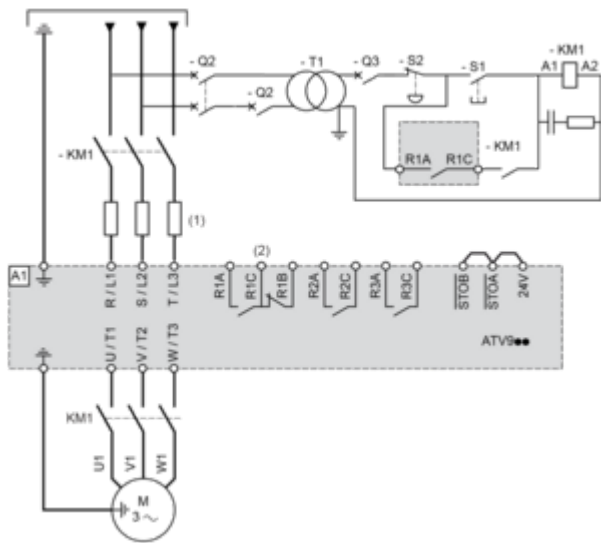 - Q2
- T1
- Q3
- S2
- S1
- KM1
A1
A2
- Q2
- KM1
R1A
R1C
- KM1
(1)
(2)
A1
R / L1
S / L2
T / L3
R1A
R1C
R1B
R2A
R2C
R3A
R3C
STOB
STOA
24V
U / T1
V / T2
W / T3
ATV9●●
KM1
U1
V1
W1
M
3 ~